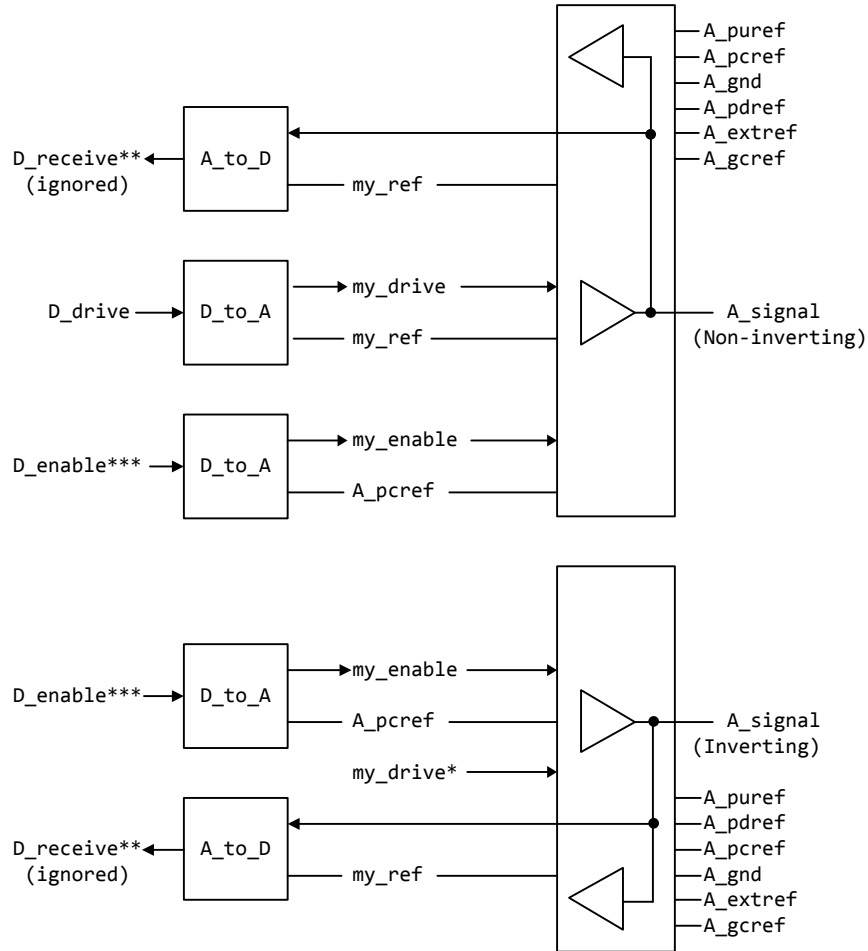 A_puref
A_pcref
A_gnd
A_pdref
A_extref
A_gcref
D_receive**
(ignored)
A_to_D
my_ref
D_drive
D_to_A
my_drive
my_ref
A_signal
(Non-inverting)
D_enable***
D_to_A
my_enable
A_pcref
D_enable***
D_to_A
my_enable
A_pcref
A_signal
(Inverting)
my_drive*
D_receive**
(ignored)
A_to_D
my_ref
A_puref
A_pdref
A_pcref
A_gnd
A_extref
A_gcref